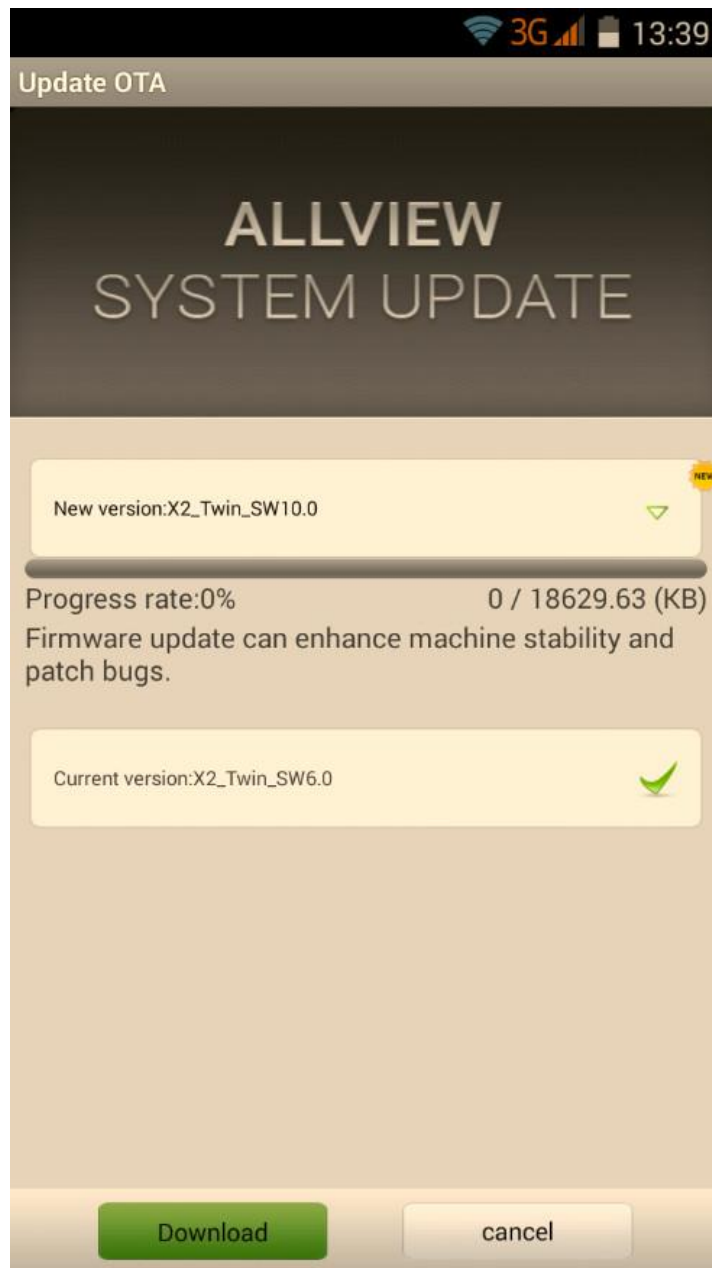 3G 13:39
Update OTA
ALLVIEW
SYSTEM UPDATE
NEW
New version:X2_Twin_SW10.0
Progress rate:0% 0 / 18629.63 (KB)
Firmware update can enhance machine stability and
patch bugs.
Current version:X2_Twin_SW6.0
Download cancel